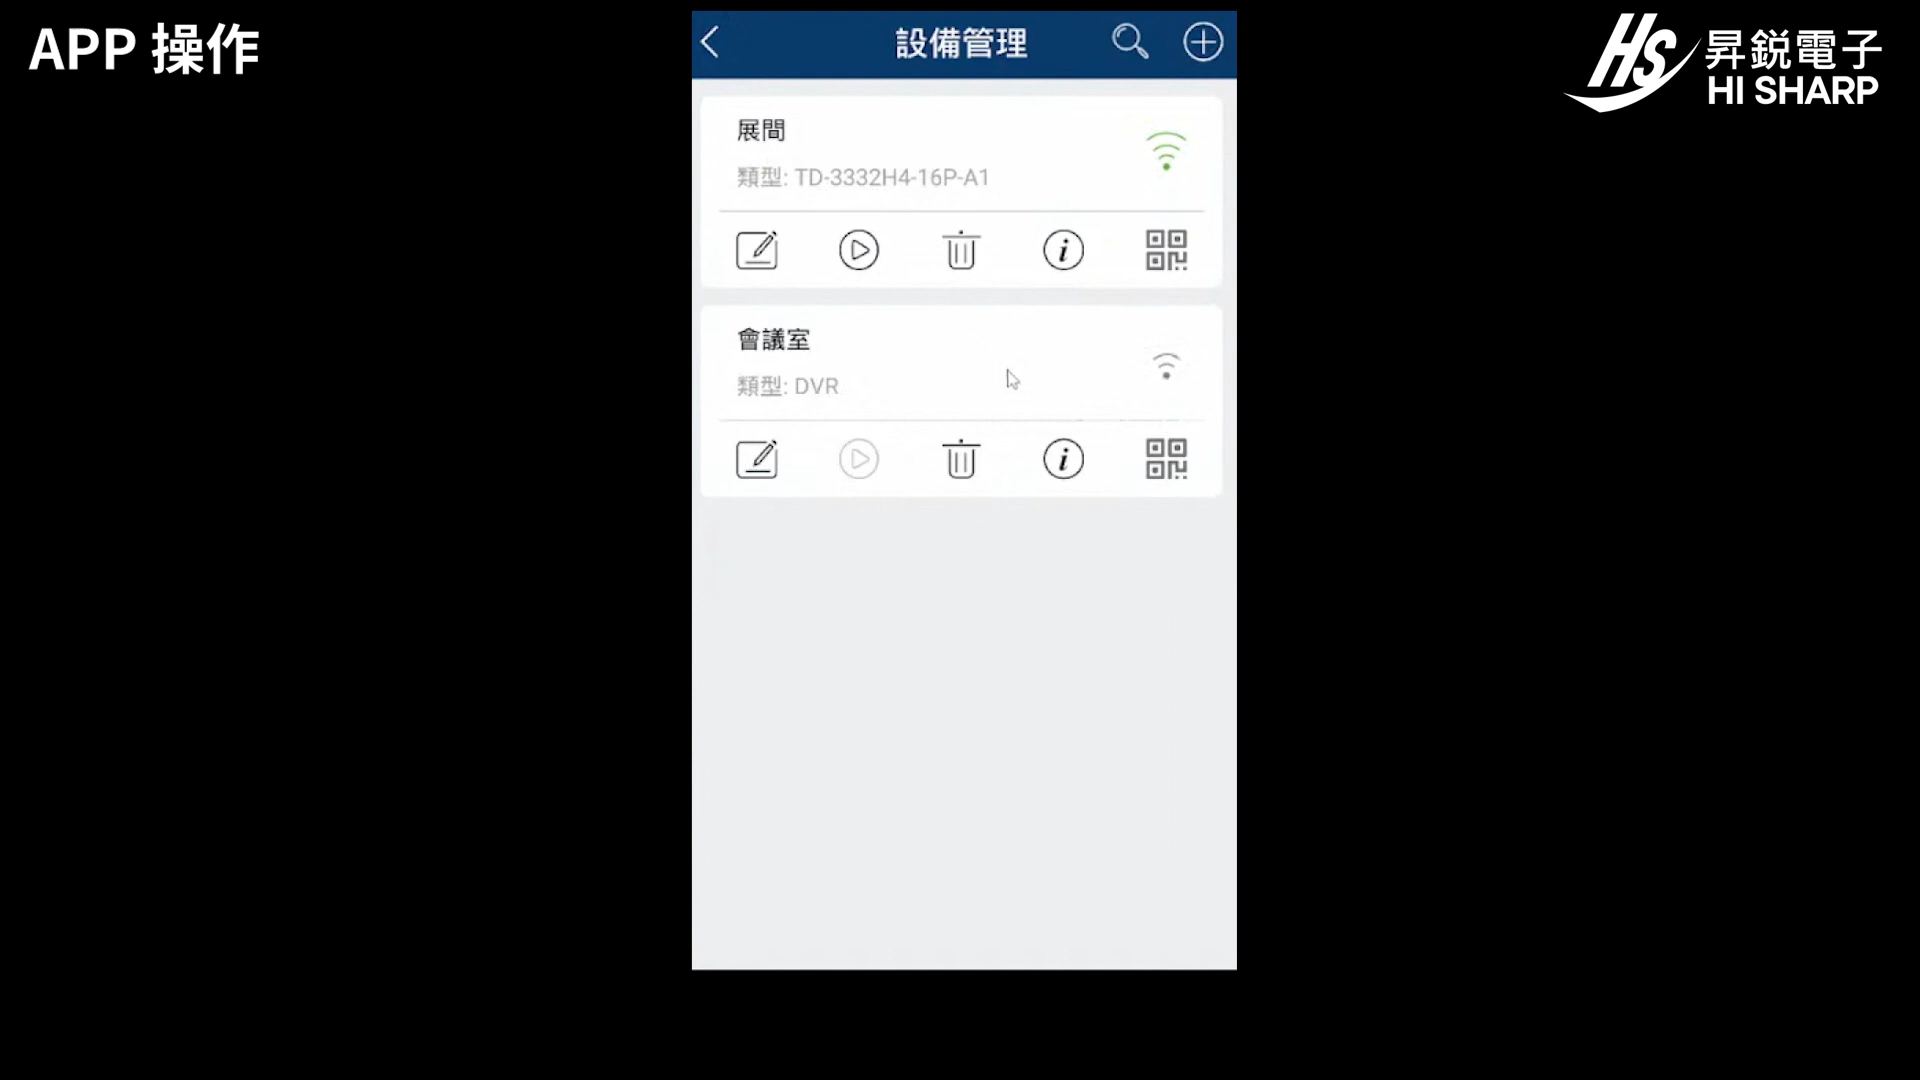 APP 操作
設備管理
HS
昇銳電子
HI SHARP
展間
類型: TD-3332H4-16P-A1
會議室
類型: DVR